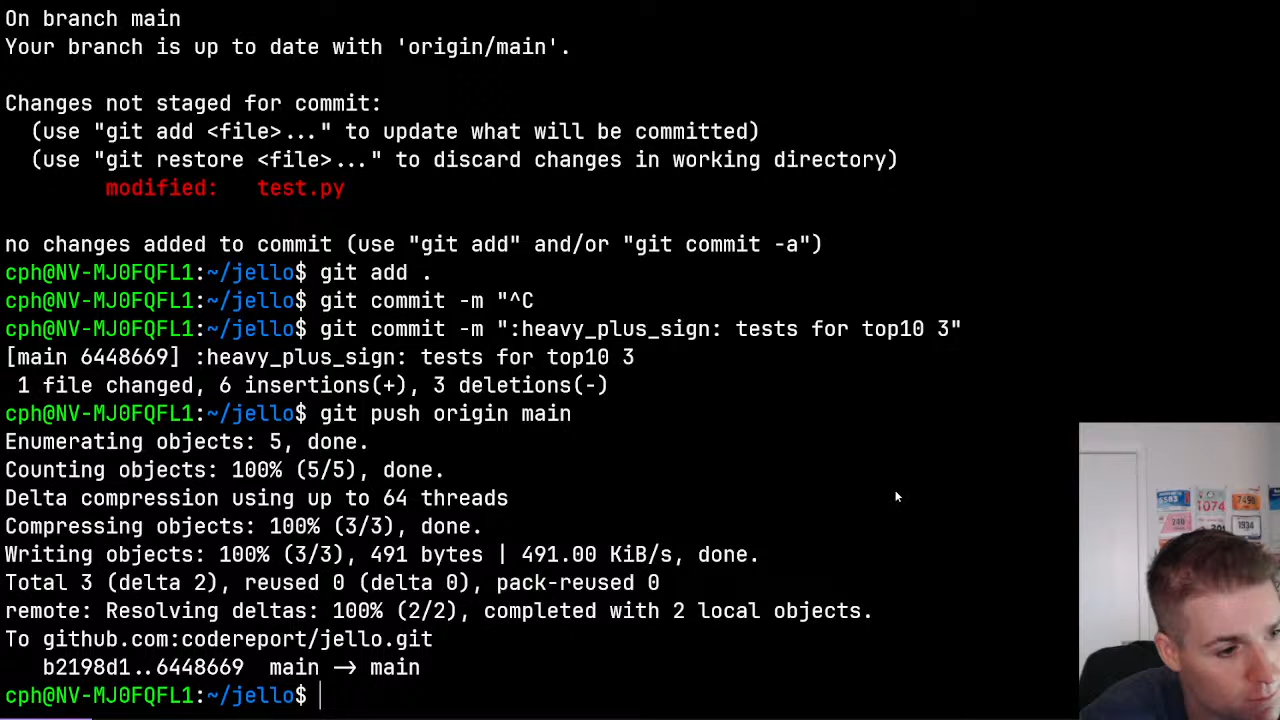 On branch main
Your branch is up to date with 'origin/main'.
Changes not staged for commit:
  (use "git add <file>..." to update what will be committed)
  (use "git restore <file>..." to discard changes in working directory)
        modified:   test.py
no changes added to commit (use "git add" and/or "git commit -a")
cph@NV-MJ0FQFL1:~/jello$ git add .
cph@NV-MJ0FQFL1:~/jello$ git commit -m "^C
cph@NV-MJ0FQFL1:~/jello$ git commit -m ":heavy_plus_sign: tests for top10 3"
[main 6448669] :heavy_plus_sign: tests for top10 3
 1 file changed, 6 insertions(+), 3 deletions(-)
cph@NV-MJ0FQFL1:~/jello$ git push origin main
Enumerating objects: 5, done.
Counting objects: 100% (5/5), done.
Delta compression using up to 64 threads
Compressing objects: 100% (3/3), done.
Writing objects: 100% (3/3), 491 bytes | 491.00 KiB/s, done.
Total 3 (delta 2), reused 0 (delta 0), pack-reused 0
remote: Resolving deltas: 100% (2/2), completed with 2 local objects.
To github.com:codereport/jello.git
   b2198d1..6448669  main -> main
cph@NV-MJ0FQFL1:~/jello$
1074
7499
1934